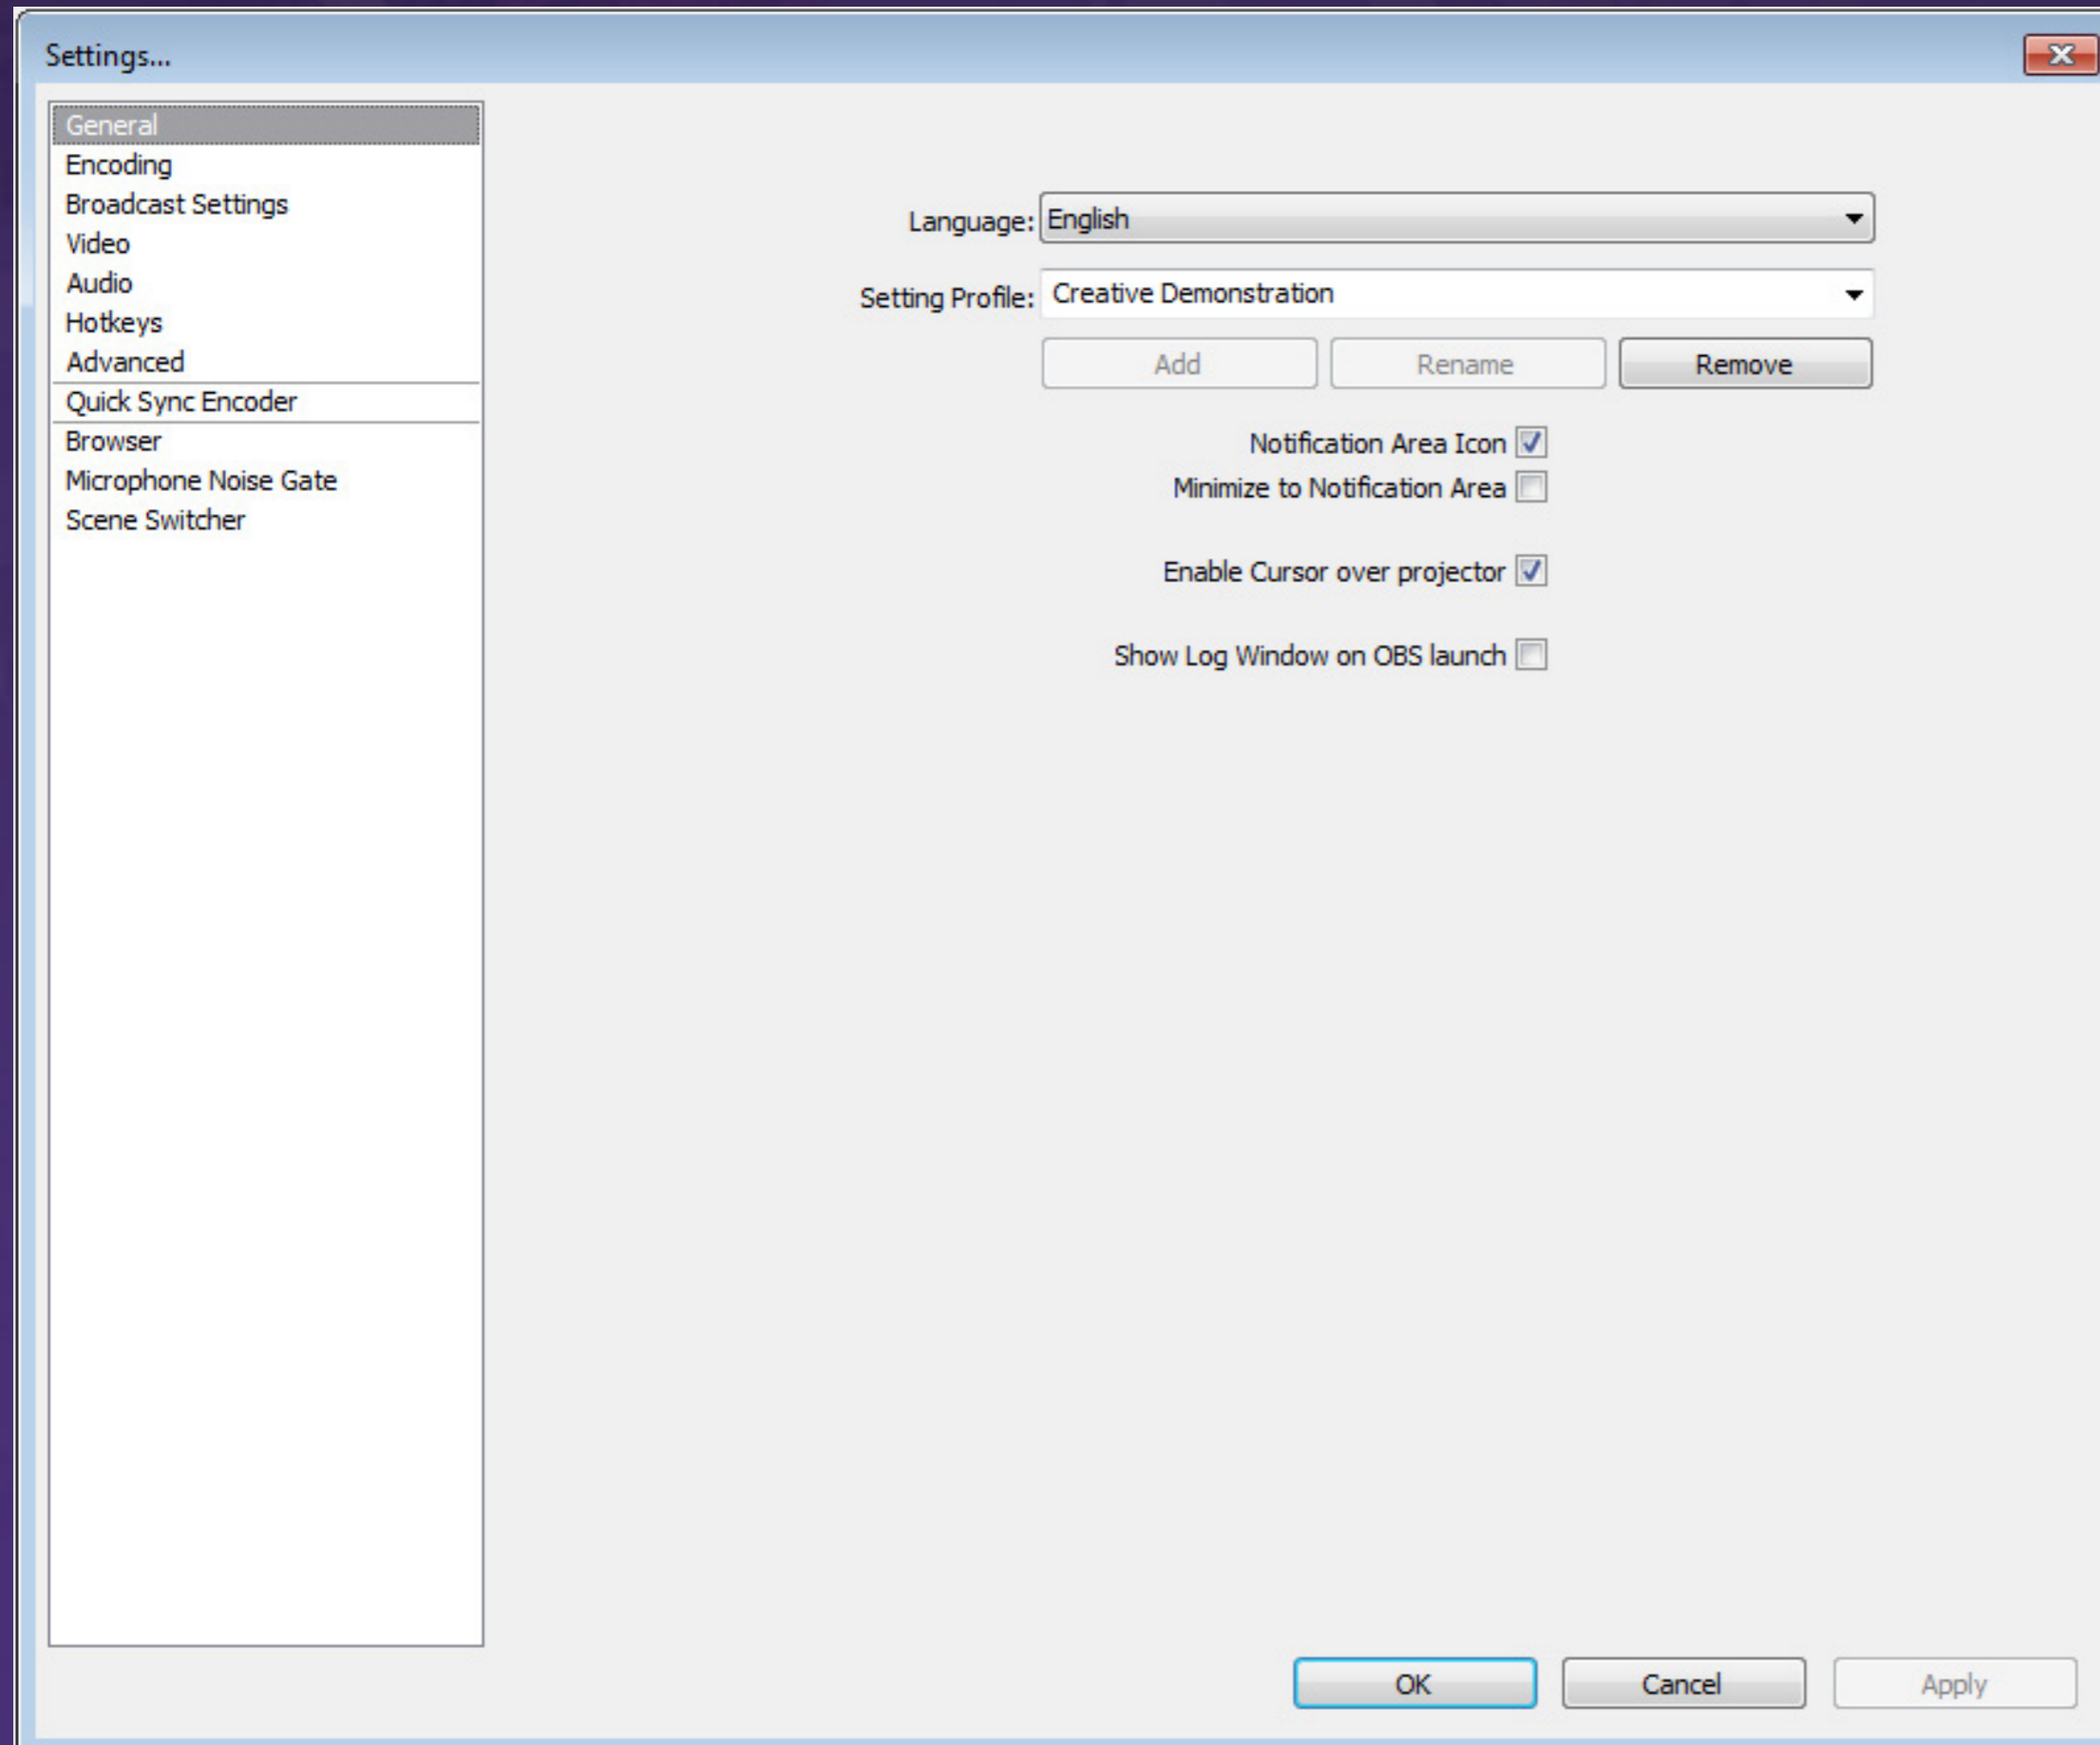 Settings...
General
Encoding
Broadcast Settings
Video
Audio
Hotkeys
Advanced
Quick Sync Encoder
Browser
Microphone Noise Gate
Scene Switcher
Language: English
Setting Profile: Creative Demonstration
Add Rename Remove
Notification Area Icon
Minimize to Notification Area
Enable Cursor over projector
Show Log Window on OBS launch
OK Cancel Apply